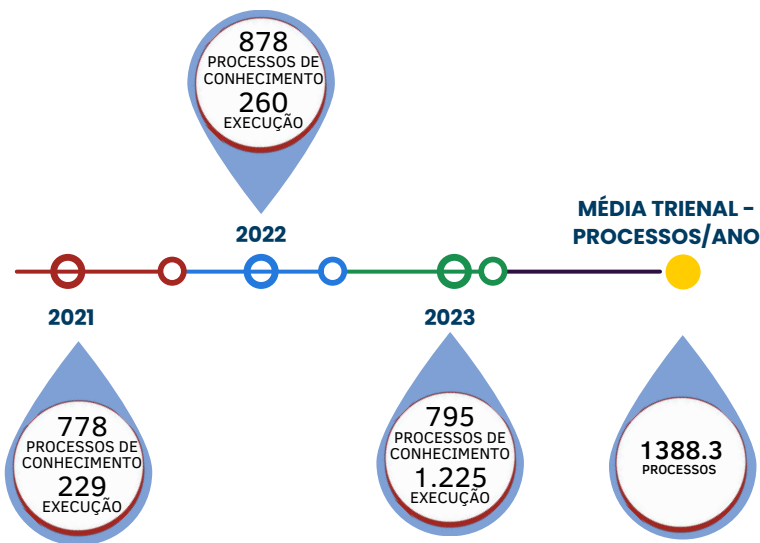 878
PROCESSOS DE
CONHECIMENTO
260
EXECUÇÃO
2022
MÉDIA TRIENAL -
PROCESSOS/ANO
2021
2023
778
PROCESSOS DE
CONHECIMENTO
229
EXECUÇÃO
795
PROCESSOS DE
CONHECIMENTO
1.225
EXECUÇÃO
1388.3
PROCESSOS